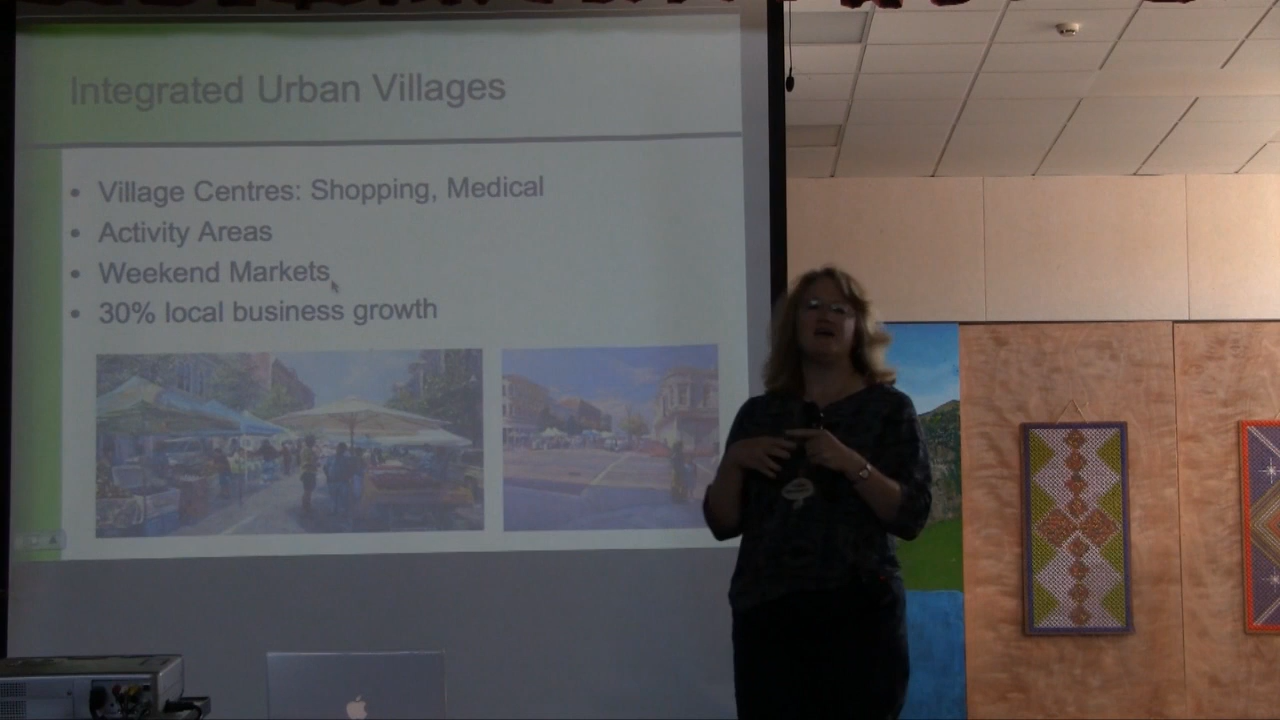 Integrated Urban Villages
• Village Centres: Shopping, Medical
• Activity Areas
• Weekend Markets
• 30% local business growth